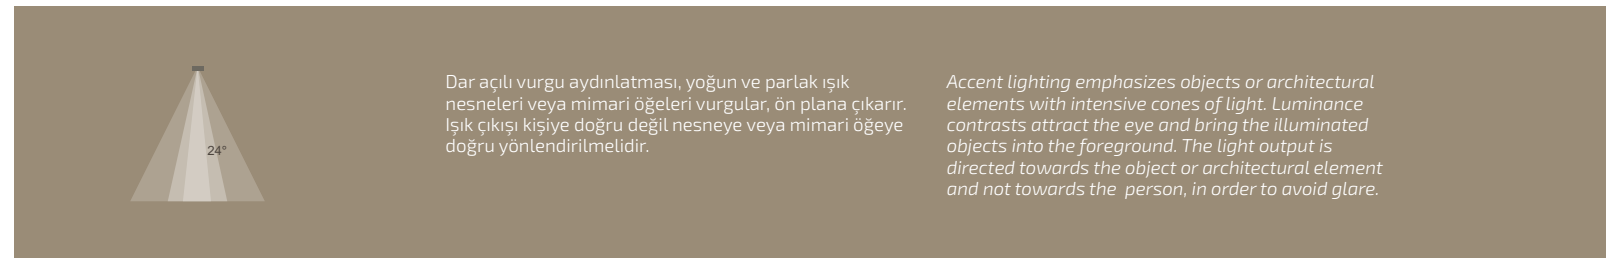 24°
Dar açılı vurgu aydınlatması, yoğun ve parlak ışık
nesneleri veya mimari öğeleri vurgular, ön plana çıkarır.
Işık çıkışı kişiye doğru değil nesneye veya mimari öğeye
doğru yönlendirilmelidir.
Accent lighting emphasizes objects or architectural
elements with intensive cones of light. Luminance
contrasts attract the eye and bring the illuminated
objects into the foreground. The light output is
directed towards the object or architectural element
and not towards the person, in order to avoid glare.